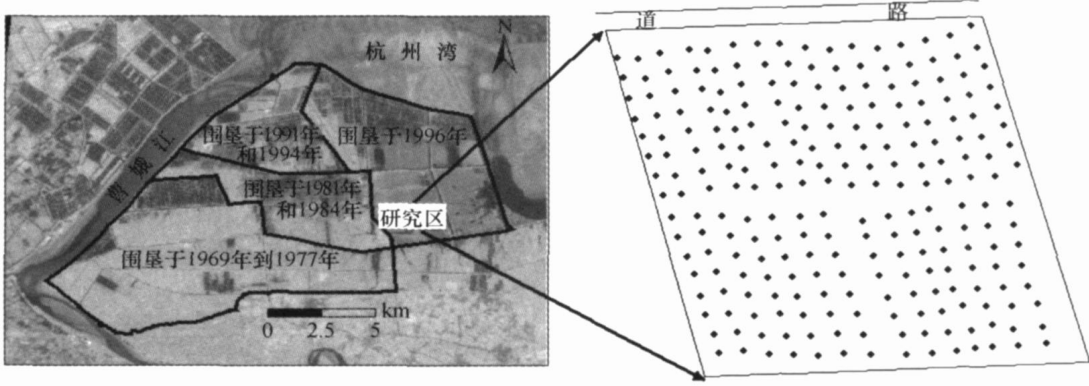 道 路
N
杭 州 湾
围垦于1991年
和1994年
围垦于1996年
曹 娥 江
围垦于1981年
和1984年
研究区
围垦于1969年到1977年
km
0 2.5 5